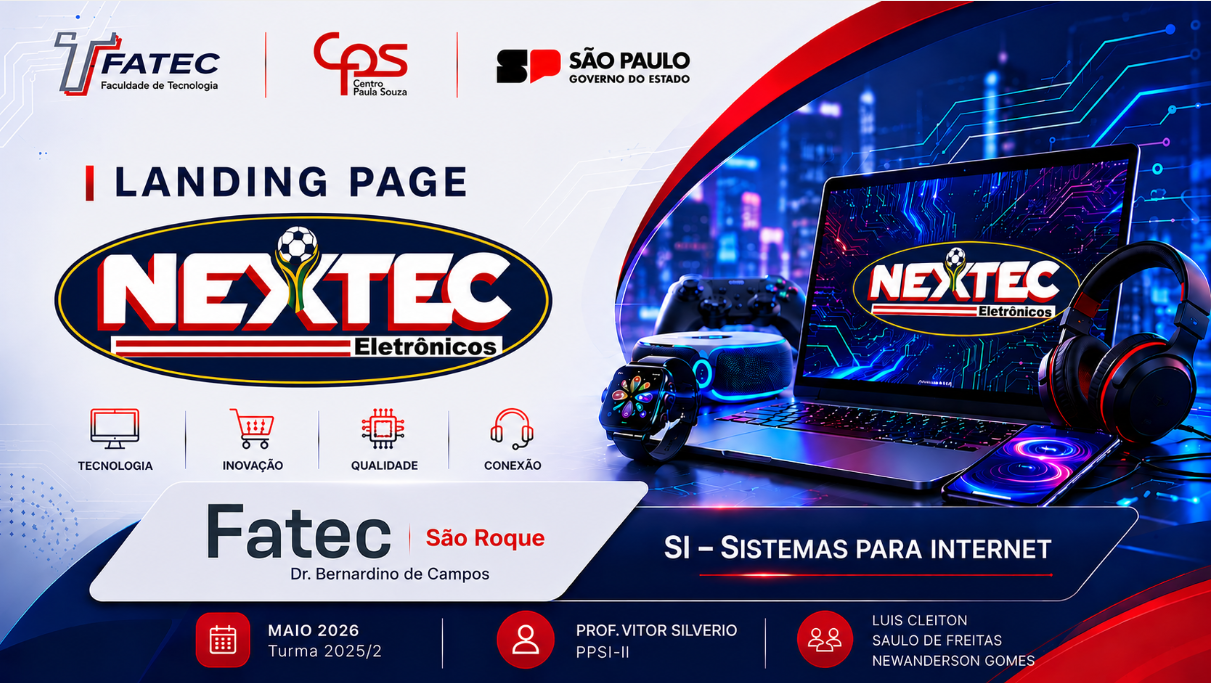 FATEC
Faculdade de Tecnologia
CPS
Centro
Paula Souza
SP
SÃO PAULO
GOVERNO DO ESTADO
LANDING PAGE
NEXTEC
Eletrônicos
NEXTEC
Eletrônicos
TECNOLOGIA
INOVAÇÃO
QUALIDADE
CONEXÃO
Fatec
São Roque
Dr. Bernardino de Campos
SI – SISTEMAS PARA INTERNET
MAIO 2026
Turma 2025/2
PROF. VITOR SILVERIO
PPSI-II
LUIS CLEITON
SAULO DE FREITAS
NEWANDERSON GOMES